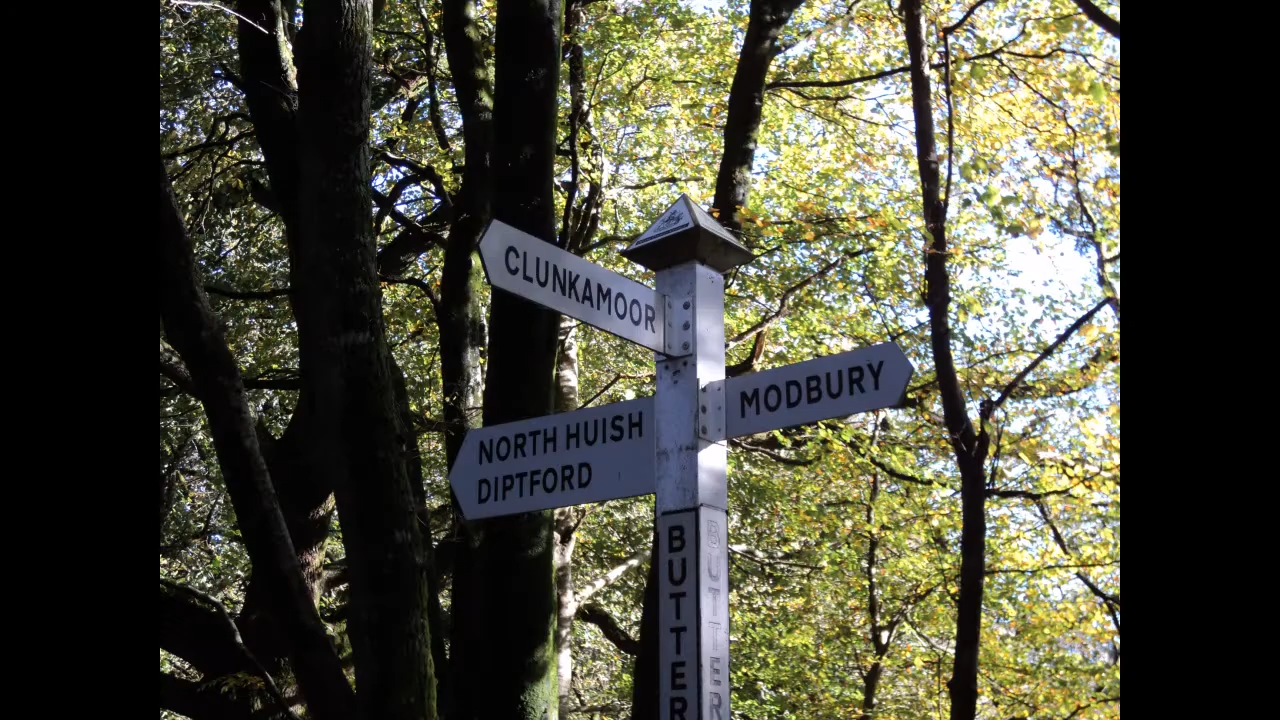 CLUNKAMOOR
MODBURY
NORTH HUISH
DIPTFORD
BUTTER
BUTTER